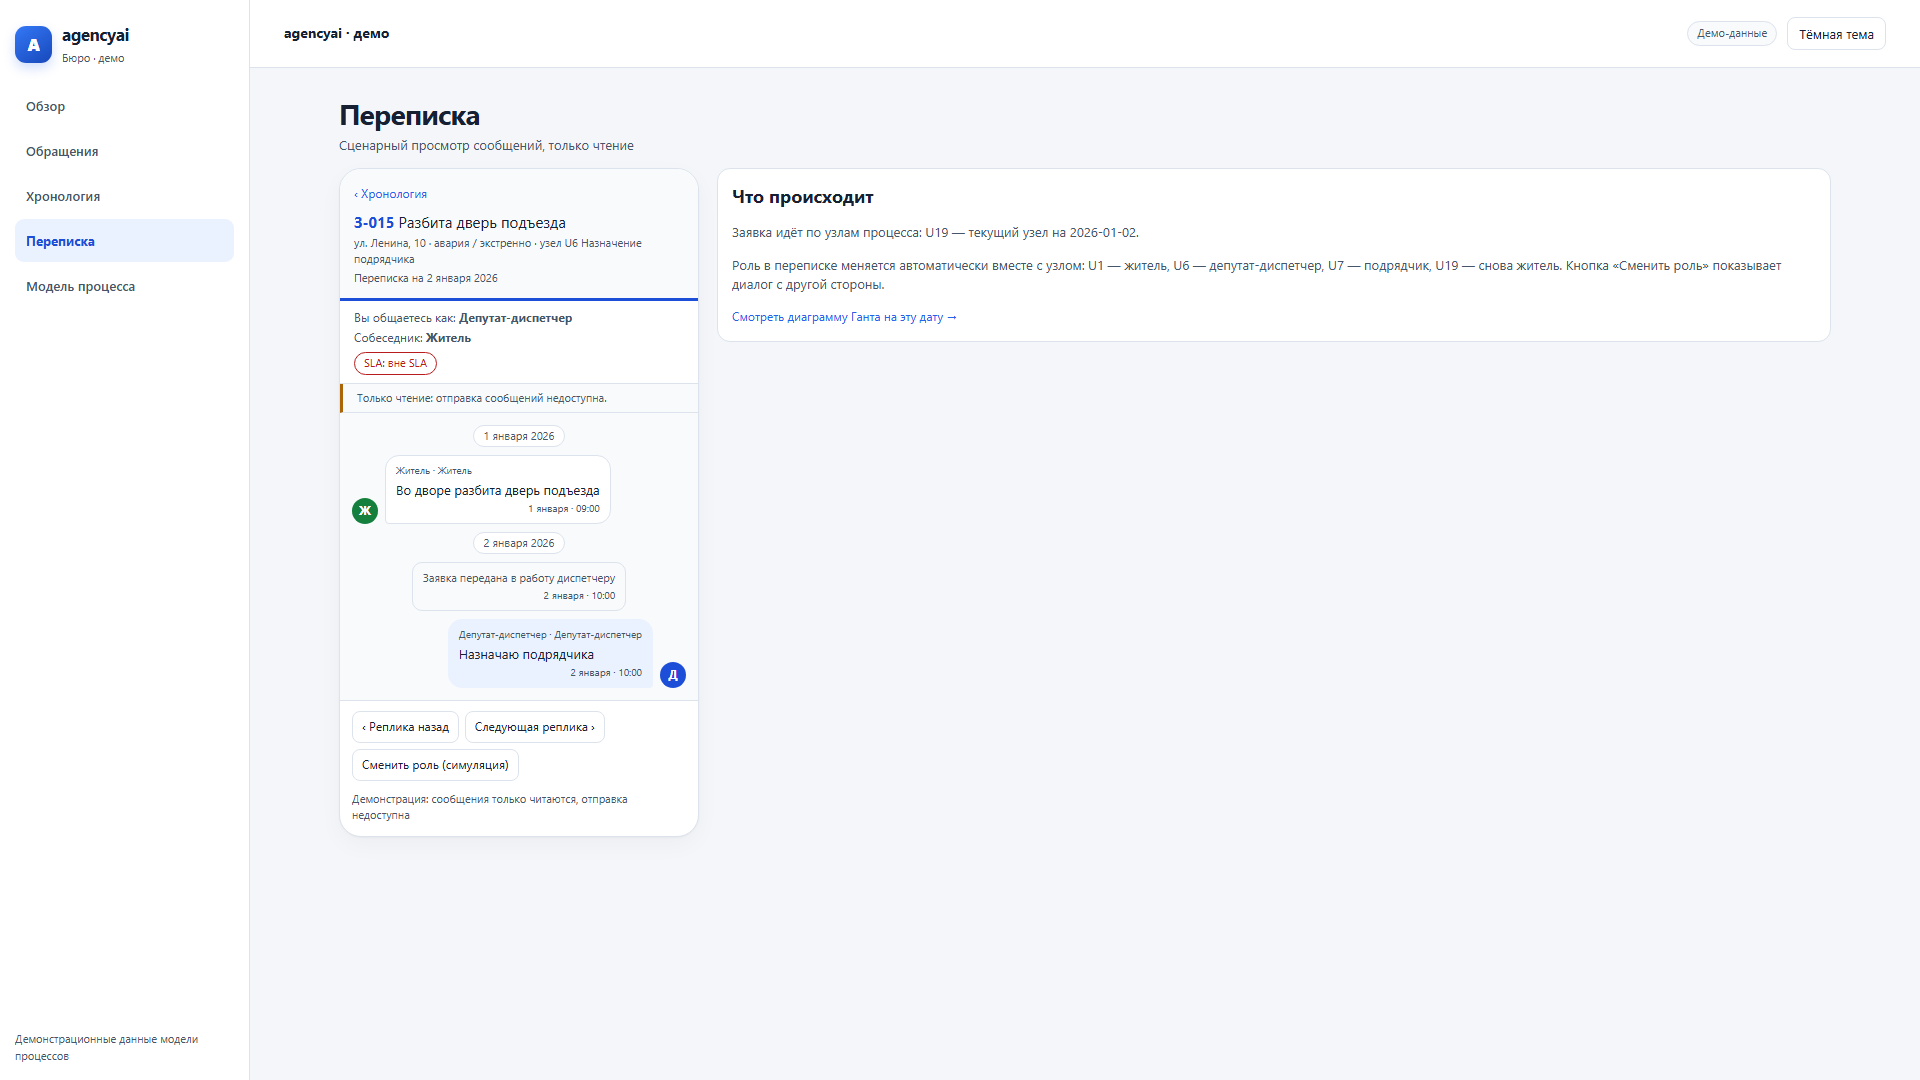 A
agencyai
Бюро · демо
Обзор
Обращения
Хронология
Переписка
Модель процесса
Демонстрационные данные модели
процессов
agencyai · демо
Демо-данные
Тёмная тема
Переписка
Сценарный просмотр сообщений, только чтение
‹ Хронология
З-015 Разбита дверь подъезда
ул. Ленина, 10 · авария / экстренно · узел U6 Назначение
подрядчика
Переписка на 2 января 2026
Вы общаетесь как: Депутат-диспетчер
Собеседник: Житель
SLA: вне SLA
Только чтение: отправка сообщений недоступна.
1 января 2026
Житель · Житель
Во дворе разбита дверь подъезда
1 января · 09:00
Ж
2 января 2026
Заявка передана в работу диспетчеру
2 января · 10:00
Депутат-диспетчер · Депутат-диспетчер
Назначаю подрядчика
2 января · 10:00
Д
‹ Реплика назад
Следующая реплика ›
Сменить роль (симуляция)
Демонстрация: сообщения только читаются, отправка
недоступна
Что происходит
Заявка идёт по узлам процесса: U19 — текущий узел на 2026-01-02.
Роль в переписке меняется автоматически вместе с узлом: U1 — житель, U6 — депутат-диспетчер, U7 — подрядчик, U19 — снова житель. Кнопка «Сменить роль» показывает
диалог с другой стороны.
Смотреть диаграмму Ганта на эту дату →